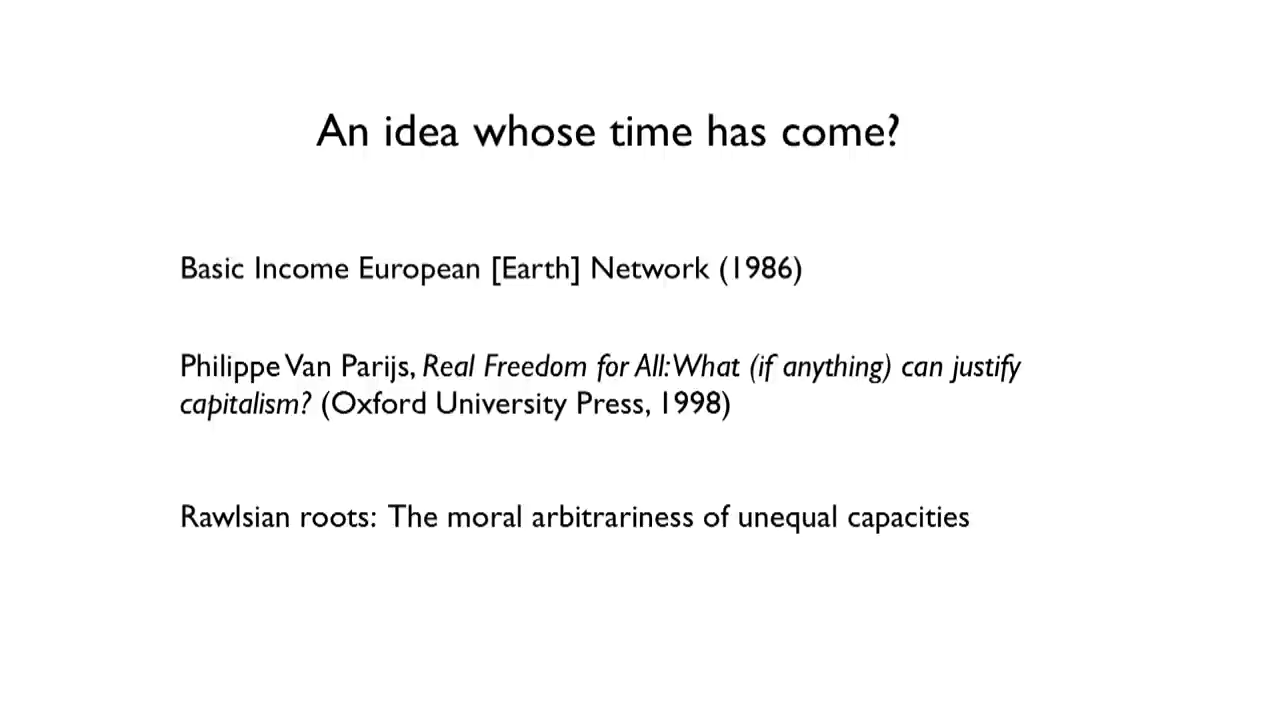 An idea whose time has come?
Basic Income European [Earth] Network (1986)
Philippe Van Parijs, Real Freedom for All: What (if anything) can justify
capitalism? (Oxford University Press, 1998)
Rawlsian roots: The moral arbitrariness of unequal capacities